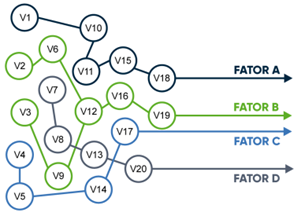 V1
V10
V6
V15
V2
V11
V18
FATOR A
V7
V16
V3
V12
V19
FATOR B
V17
FATOR C
V8
V4
V13
V20
FATOR D
V9
V14
V5